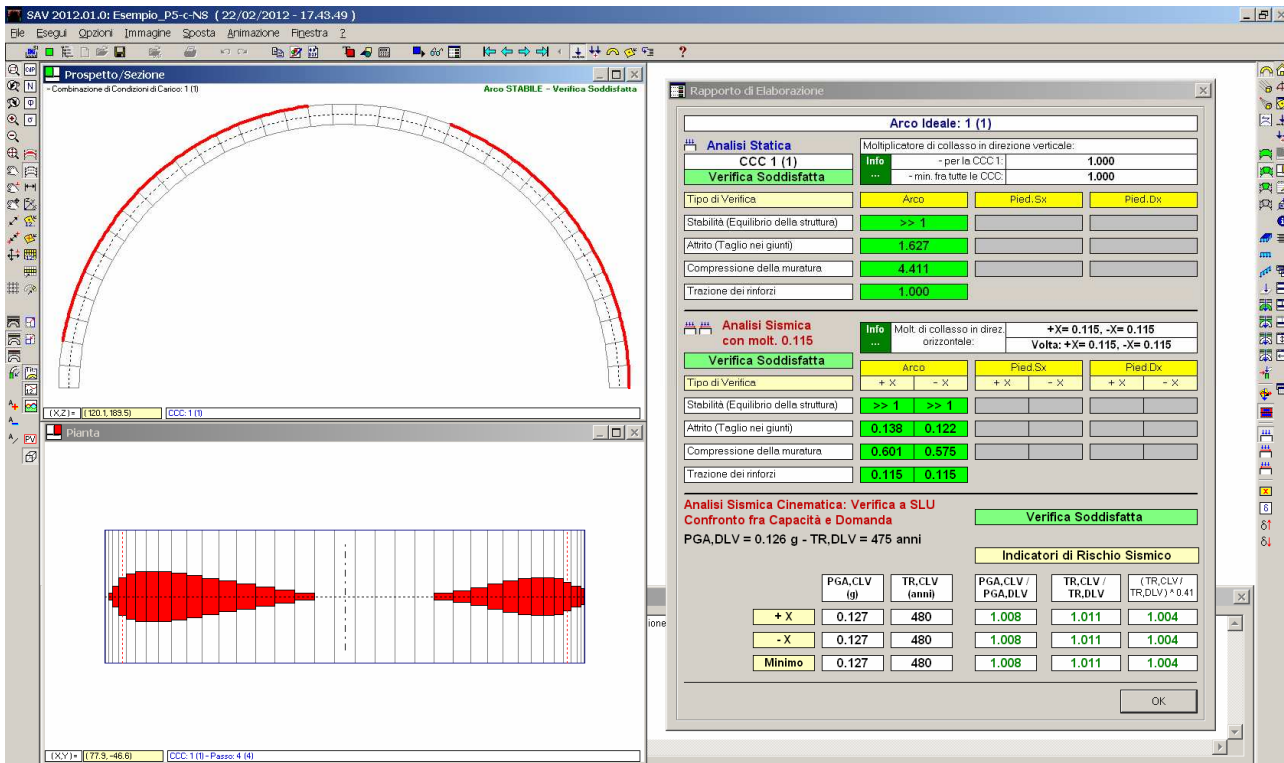 SAV 2012.01.0: Esempio_P5-c-NS ( 22/02/2012 - 17.43.49 )
File Esegui Opzioni Immagine Sposta Animazione Finestra ?
Prospetto/Sezione
- Combinazione di Condizioni di Carico: 1 (1)
Arco STABILE - Verifica Soddisfatta
(X,Z) = (120.1, 189.5) CCC: 1 (1)
Pianta
(X,Y) = (77.9, -46.6) CCC: 1 (1) - Passo: 4 (4)
Rapporto di Elaborazione
Arco Ideale: 1 (1)
Analisi Statica
CCC 1 (1)
Verifica Soddisfatta
Moltiplicatore di collasso in direzione verticale:
Info ...
- per la CCC 1: 1.000
- min. fra tutte le CCC: 1.000
Tipo di Verifica Arco Pied.Sx Pied.Dx
Stabilità (Equilibrio della struttura) >> 1
Attrito (Taglio nei giunti) 1.627
Compressione della muratura 4.411
Trazione dei rinforzi 1.000
Analisi Sismica
con molt. 0.115
Verifica Soddisfatta
Info ...
Molt. di collasso in direz. orizzontale:
+X= 0.115, -X= 0.115
Volta: +X= 0.115, -X= 0.115
Arco Pied.Sx Pied.Dx
Tipo di Verifica + X - X + X - X + X - X
Stabilità (Equilibrio della struttura) >> 1 >> 1
Attrito (Taglio nei giunti) 0.138 0.122
Compressione della muratura 0.601 0.575
Trazione dei rinforzi 0.115 0.115
Analisi Sismica Cinematica: Verifica a SLU
Confronto fra Capacità e Domanda
Verifica Soddisfatta
PGA,DLV = 0.126 g - TR,DLV = 475 anni
Indicatori di Rischio Sismico
PGA,CLV (g) TR,CLV (anni) PGA,CLV / PGA,DLV TR,CLV / TR,DLV (TR,CLV / TR,DLV) ^ 0.41
+ X 0.127 480 1.008 1.011 1.004
- X 0.127 480 1.008 1.011 1.004
Minimo 0.127 480 1.008 1.011 1.004
OK
ione